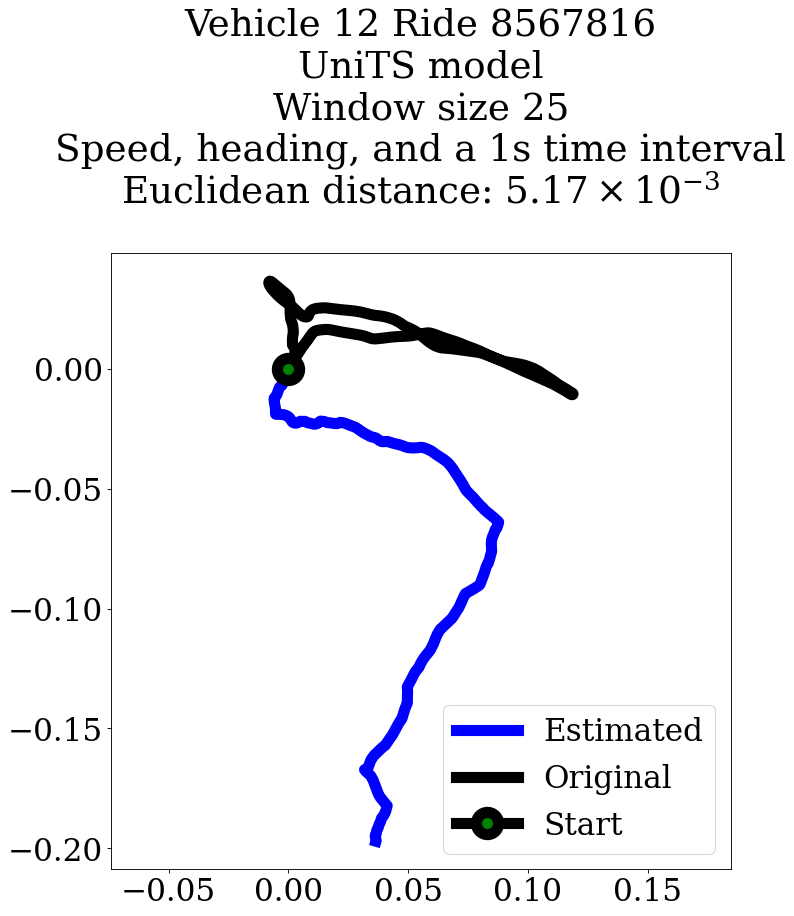 Vehicle 12 Ride 8567816
UniTS model
Window size 25
Speed, heading, and a 1s time interval
Euclidean distance: 5.17 × 10⁻³
0.00
−0.05
−0.10
−0.15
−0.20
Estimated
Original
Start
−0.05 0.00 0.05 0.10 0.15